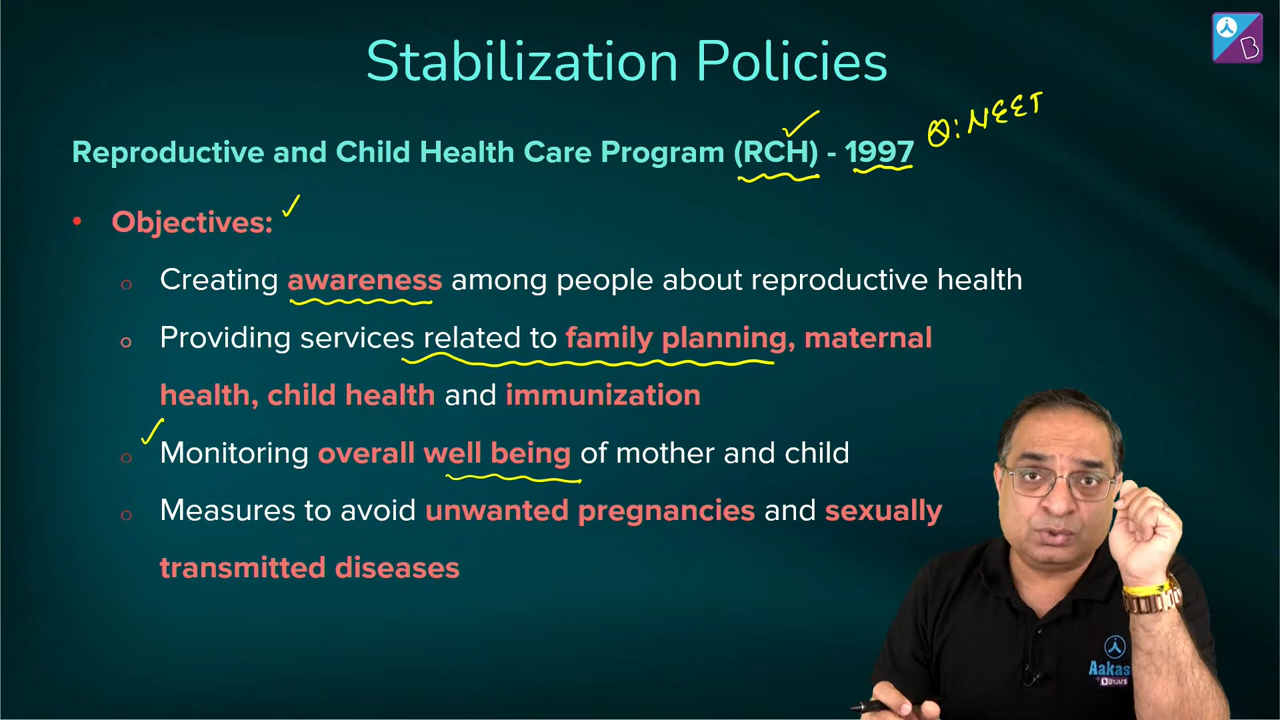 Stabilization Policies
Q: NEET
Reproductive and Child Health Care Program (RCH) - 1997
• Objectives:
Creating awareness among people about reproductive health
Providing services related to family planning, maternal
health, child health and immunization
Monitoring overall well being of mother and child
Measures to avoid unwanted pregnancies and sexually
transmitted diseases
B
Aakas
BYJU'S